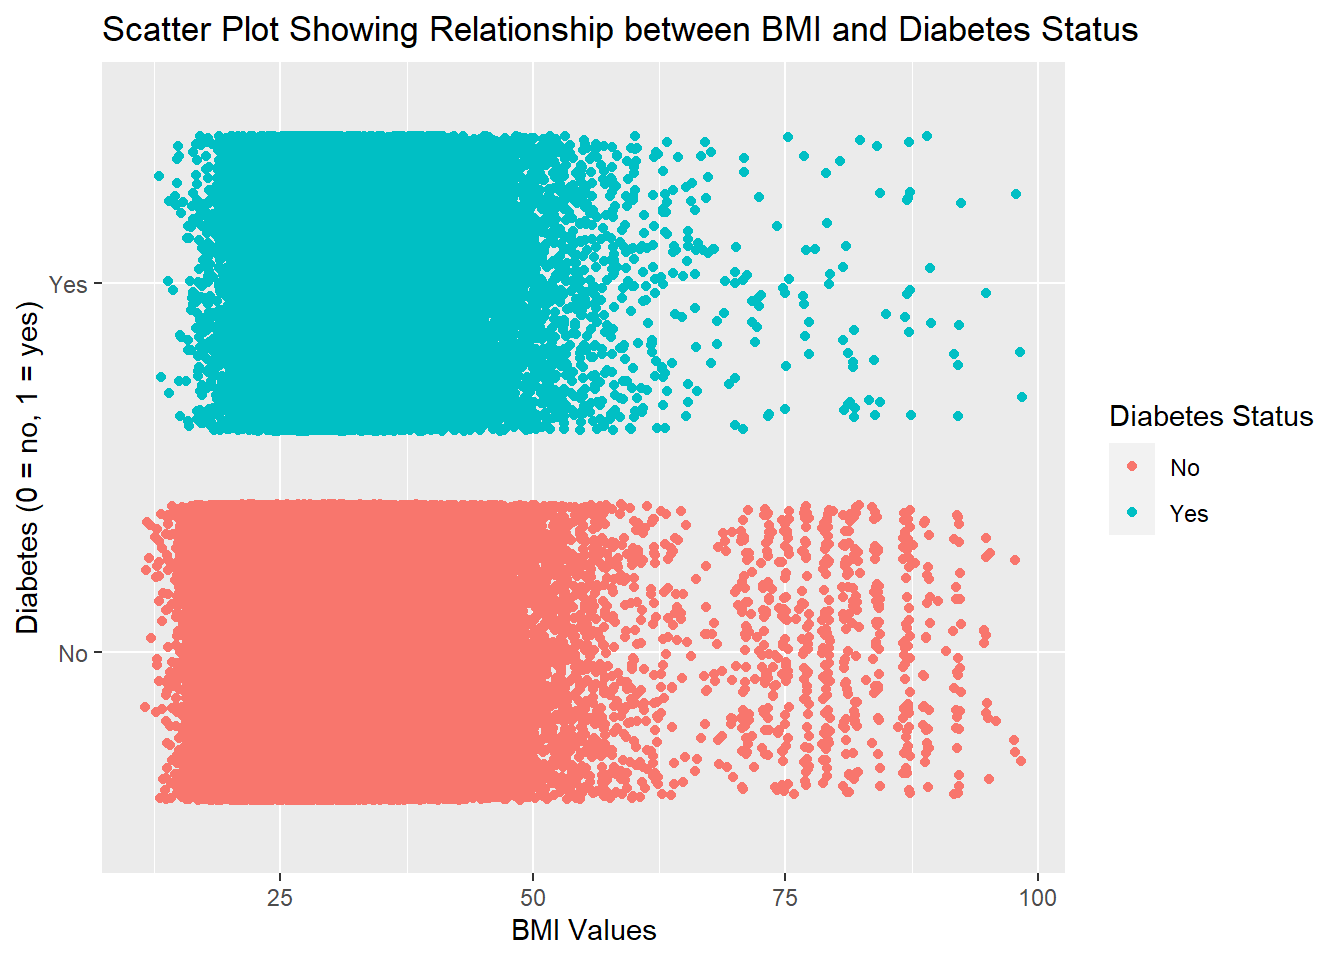 Scatter Plot Showing Relationship between BMI and Diabetes Status
Diabetes (0 = no, 1 = yes)
Yes
No
25 50 75 100
BMI Values
Diabetes Status
No
Yes